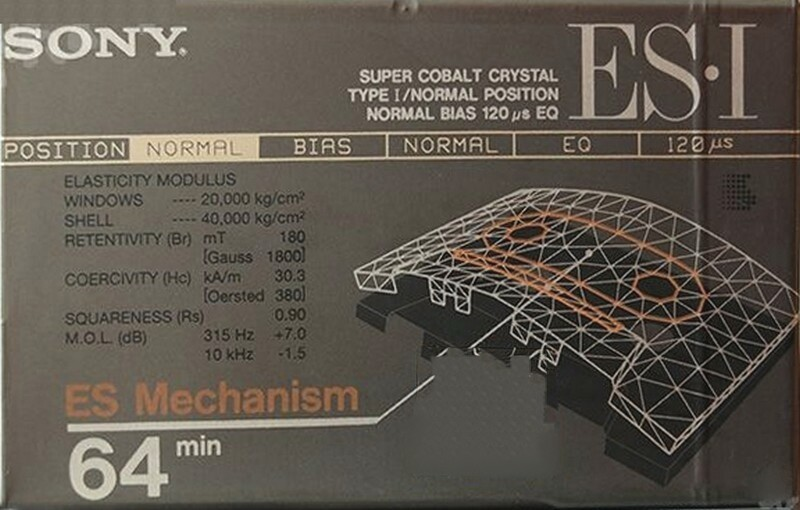 SONY.
ES·I
SUPER COBALT CRYSTAL
TYPE I/NORMAL POSITION
NORMAL BIAS 120 µs EQ
POSITION NORMAL BIAS NORMAL EQ 120 µs
ELASTICITY MODULUS
WINDOWS ---- 20,000 kg/cm²
SHELL ---- 40,000 kg/cm²
RETENTIVITY (Br) mT 180
[Gauss 1800]
COERCIVITY (Hc) kA/m 30.3
[Oersted 380]
SQUARENESS (Rs) 0.90
M.O.L. (dB) 315 Hz +7.0
10 kHz -1.5
ES Mechanism
64 min